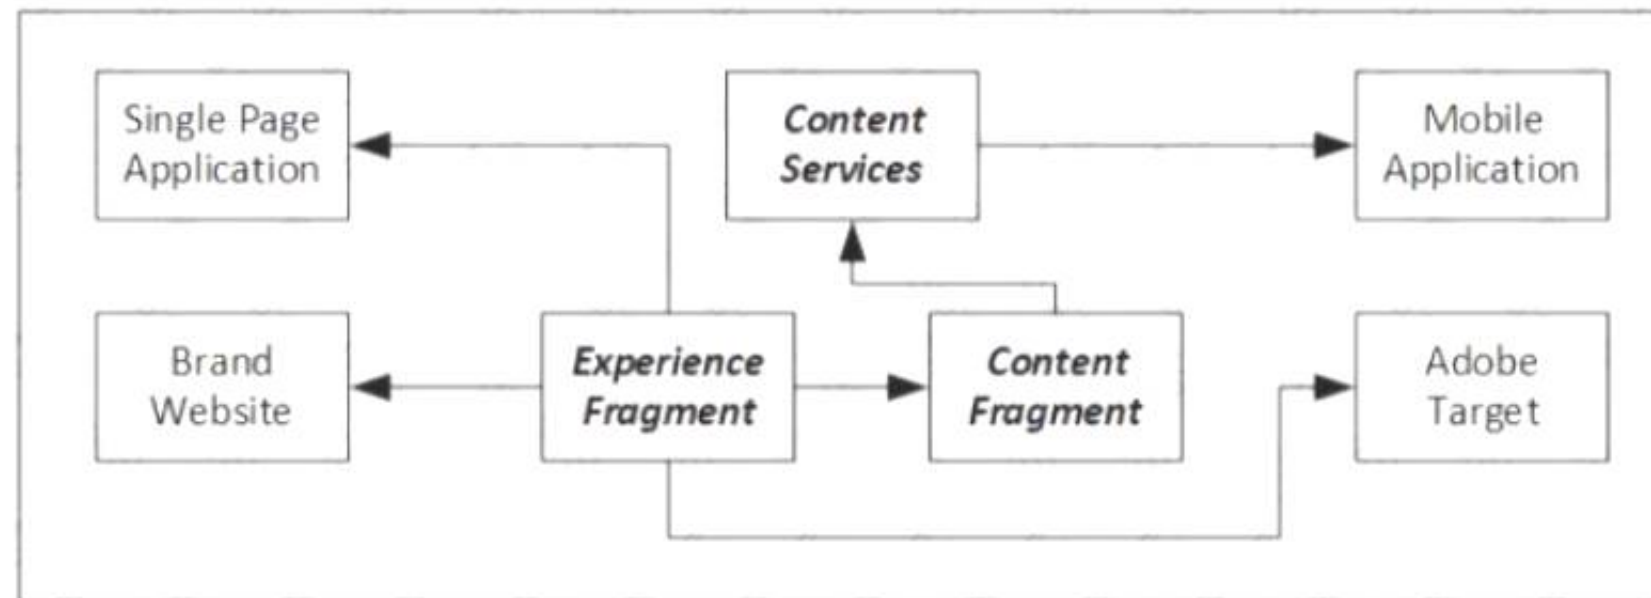 Single Page
Application
Content
Services
Mobile
Application
Brand
Website
Experience
Fragment
Content
Fragment
Adobe
Target